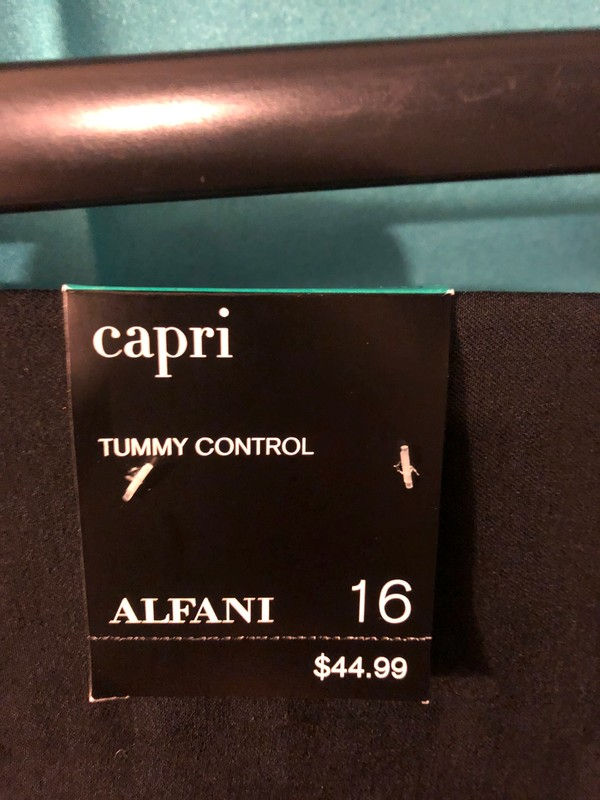 capri
TUMMY CONTROL
ALFANI 16
$44.99